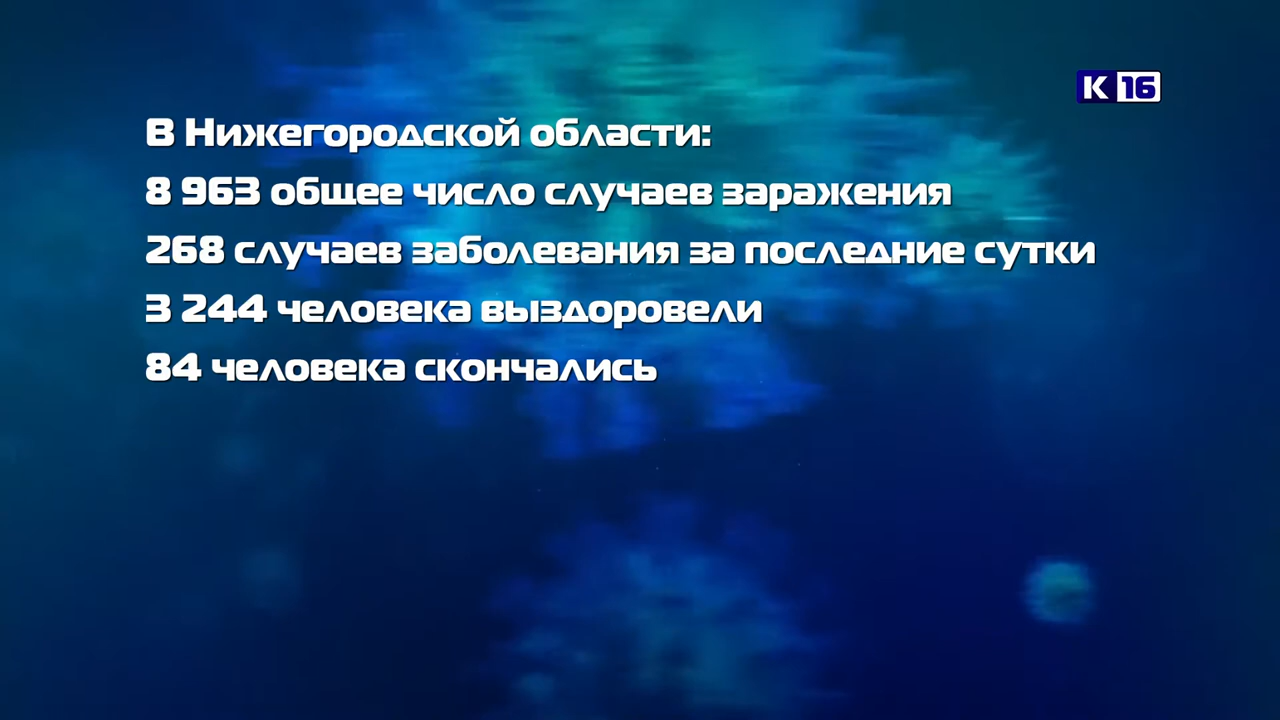 К 16
В Нижегородской области:
8 963 общее число случаев заражения
268 случаев заболевания за последние сутки
3 244 человека выздоровели
84 человека скончались